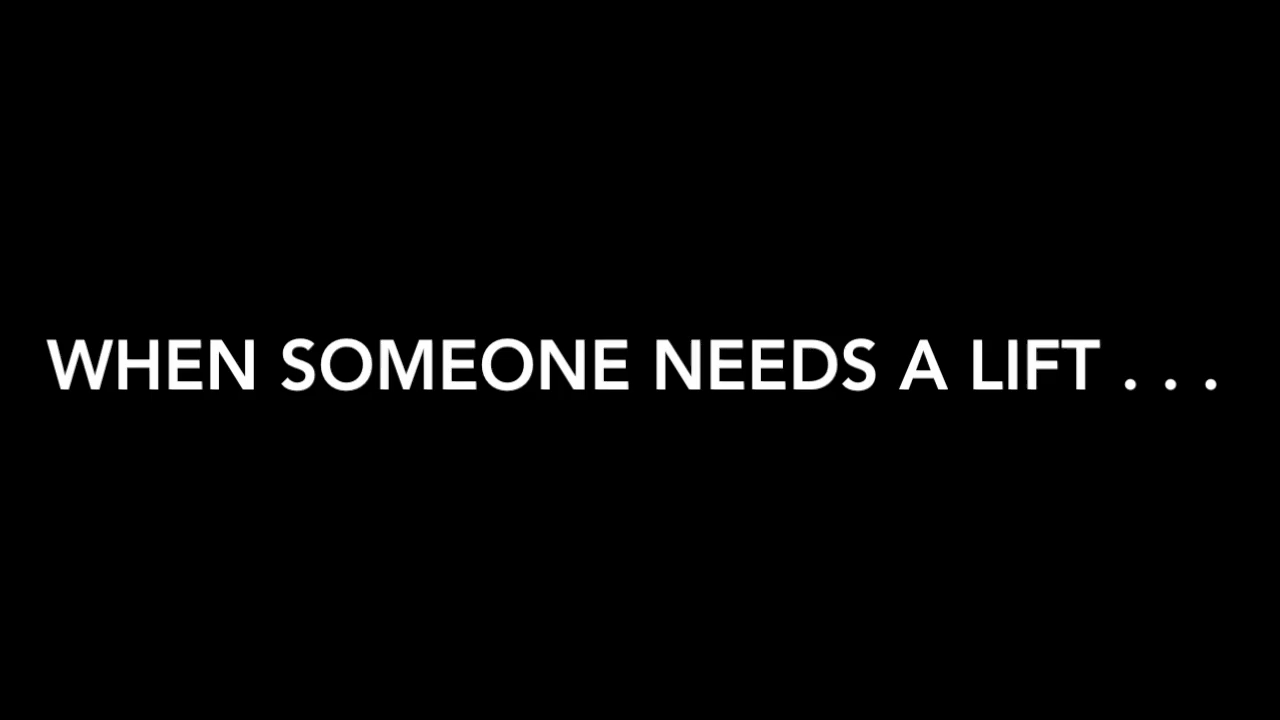 WHEN SOMEONE NEEDS A LIFT . . .